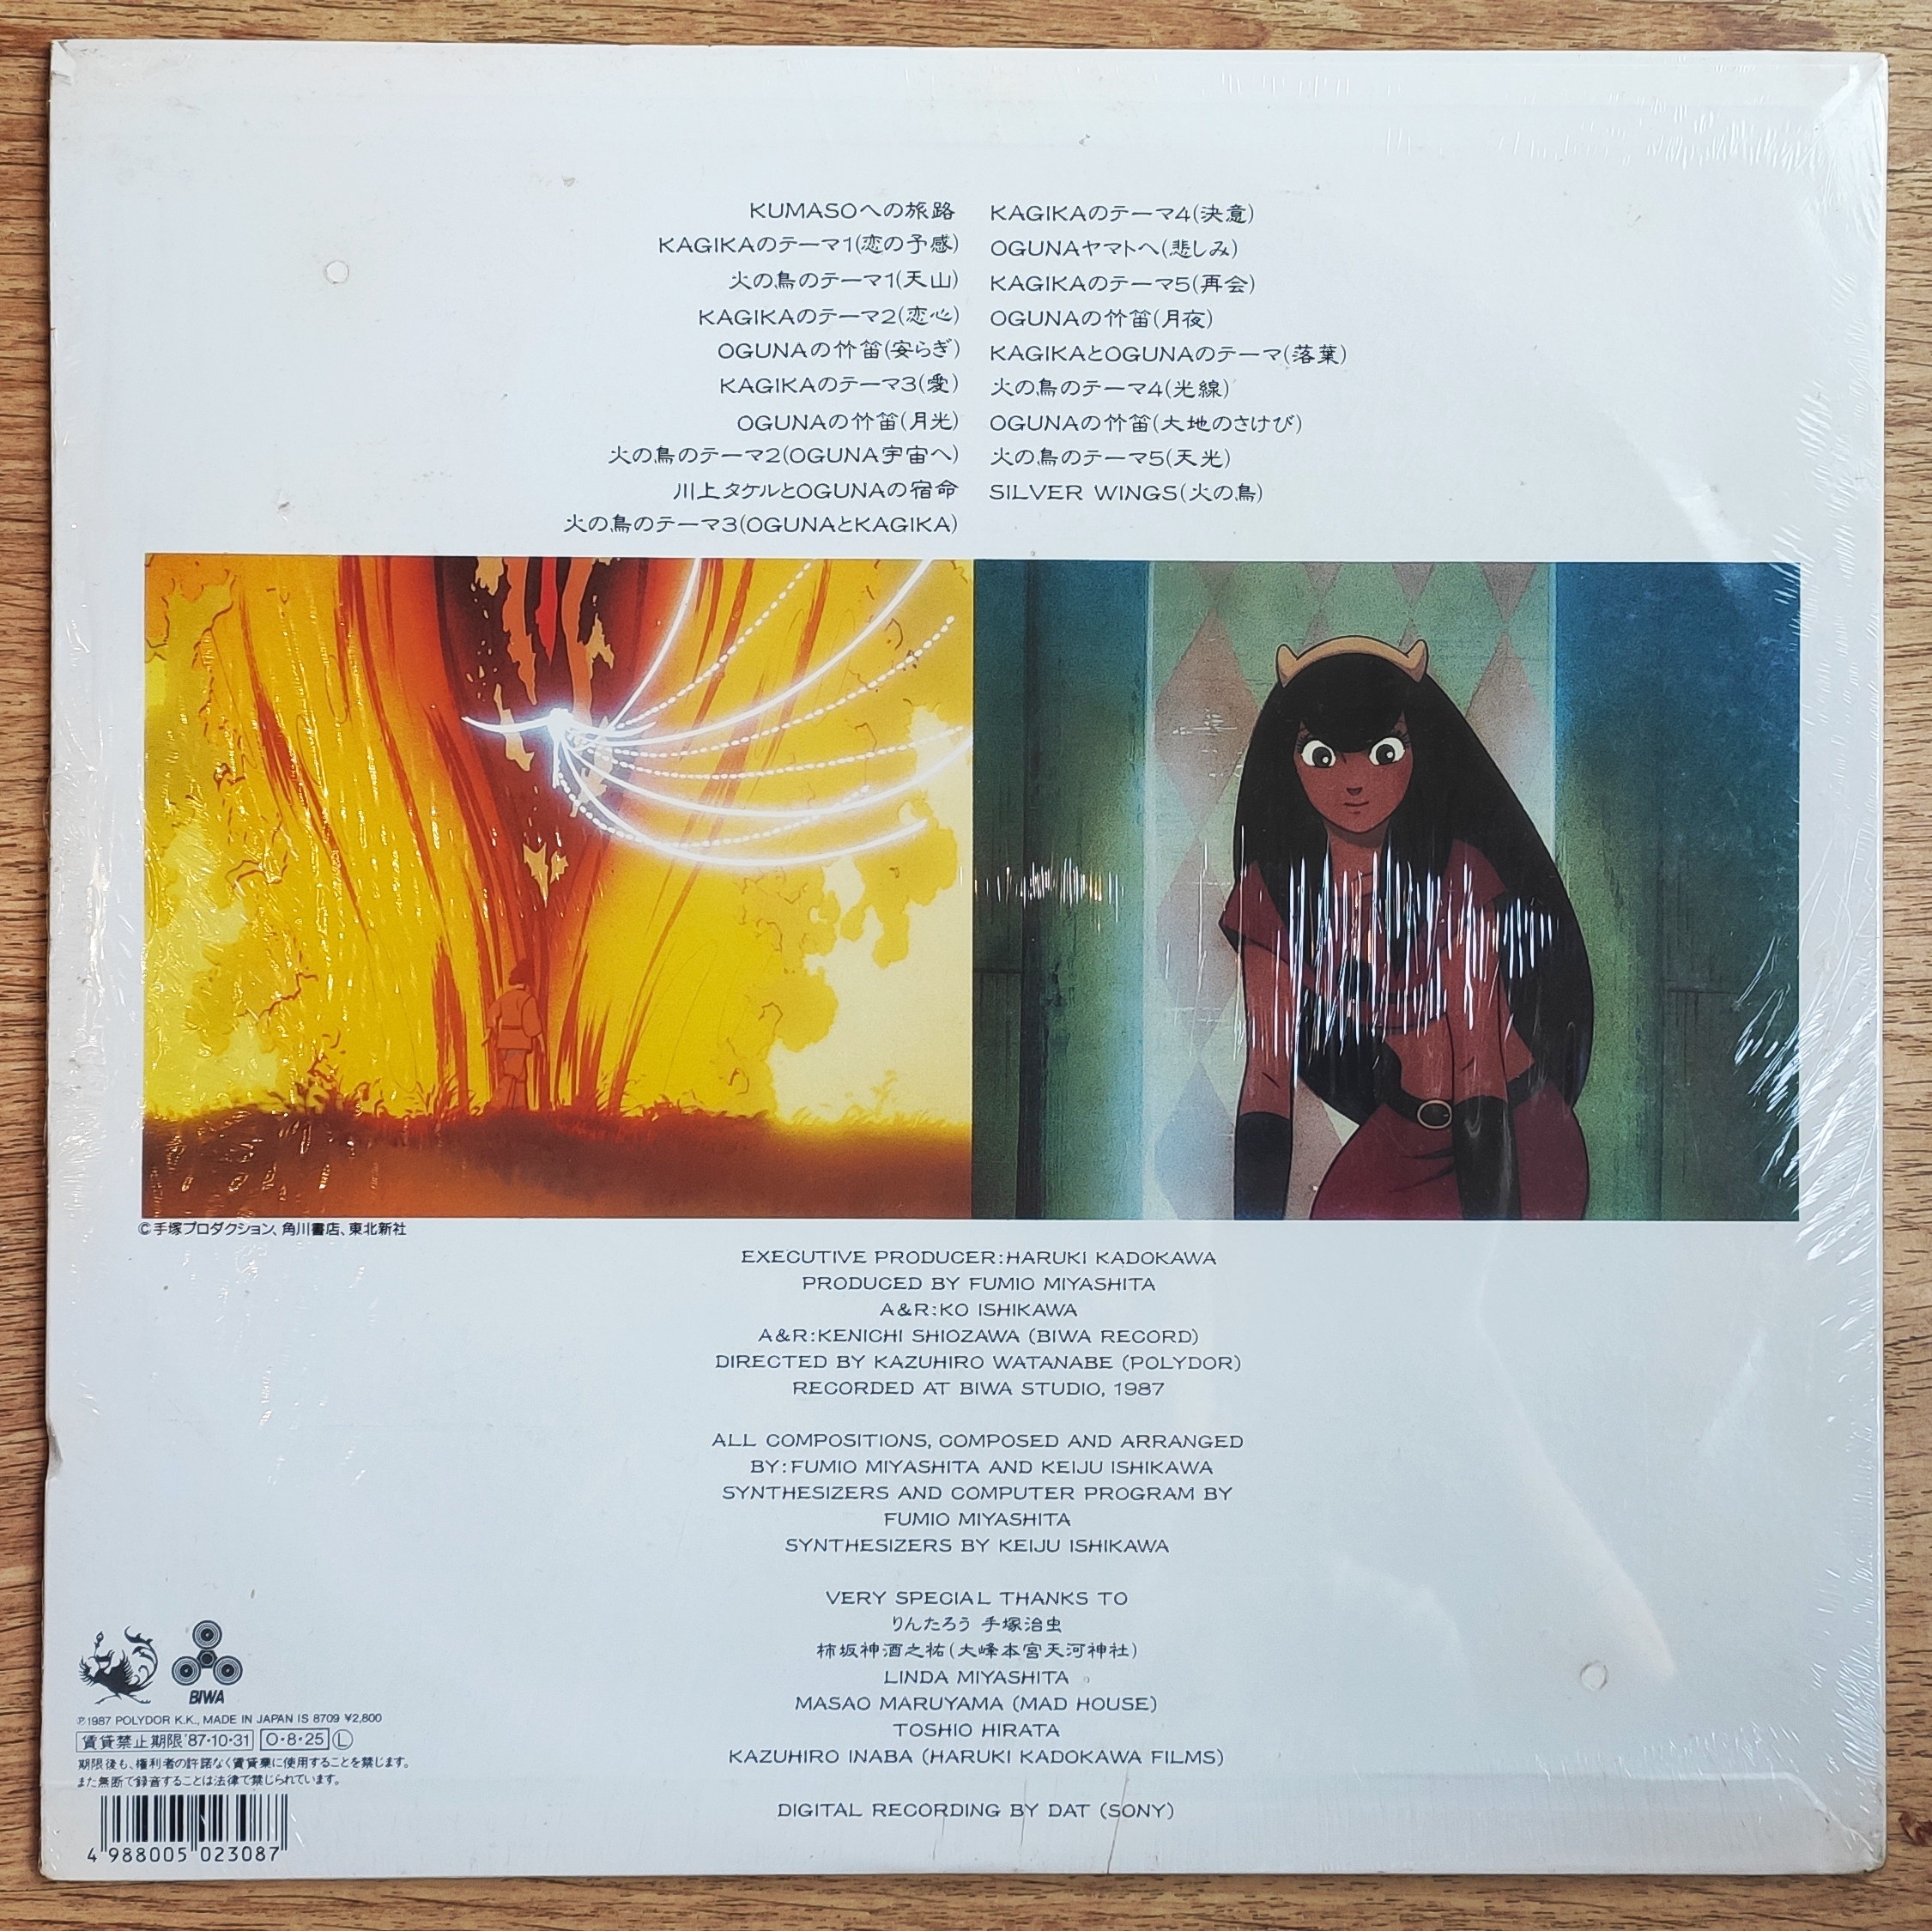 KUMASOへの旅路
KAGIKAのテーマ1(恋の予感)
火の鳥のテーマ1(天山)
KAGIKAのテーマ2(恋心)
OGUNAの竹笛(安らぎ)
KAGIKAのテーマ3(愛)
OGUNAの竹笛(月光)
火の鳥のテーマ2(OGUNA宇宙へ)
川上タケルとOGUNAの宿命
火の鳥のテーマ3(OGUNAとKAGIKA)
KAGIKAのテーマ4(決意)
OGUNAヤマトへ(悲しみ)
KAGIKAのテーマ5(再会)
OGUNAの竹笛(月夜)
KAGIKAとOGUNAのテーマ(落葉)
火の鳥のテーマ4(光線)
OGUNAの竹笛(大地のさけび)
火の鳥のテーマ5(天光)
SILVER WINGS(火の鳥)
©手塚プロダクション、角川書店、東北新社
EXECUTIVE PRODUCER:HARUKI KADOKAWA
PRODUCED BY FUMIO MIYASHITA
A&R:KO ISHIKAWA
A&R:KENICHI SHIOZAWA (BIWA RECORD)
DIRECTED BY KAZUHIRO WATANABE (POLYDOR)
RECORDED AT BIWA STUDIO, 1987
ALL COMPOSITIONS, COMPOSED AND ARRANGED
BY:FUMIO MIYASHITA AND KEIJU ISHIKAWA
SYNTHESIZERS AND COMPUTER PROGRAM BY
FUMIO MIYASHITA
SYNTHESIZERS BY KEIJU ISHIKAWA
VERY SPECIAL THANKS TO
りんたろう 手塚治虫
柿坂神酒之祐(大峰本宮天河神社)
LINDA MIYASHITA
MASAO MARUYAMA (MAD HOUSE)
TOSHIO HIRATA
KAZUHIRO INABA (HARUKI KADOKAWA FILMS)
DIGITAL RECORDING BY DAT (SONY)
BIWA
℗1987 POLYDOR K.K., MADE IN JAPAN IS 8709 ¥2,800
賃貸禁止期限'87・10・31 O・8・25 Ⓛ
期限後も、権利者の許諾なく賃貸業に使用することを禁じます。
また無断で録音することは法律で禁じられています。
4 988005 023087